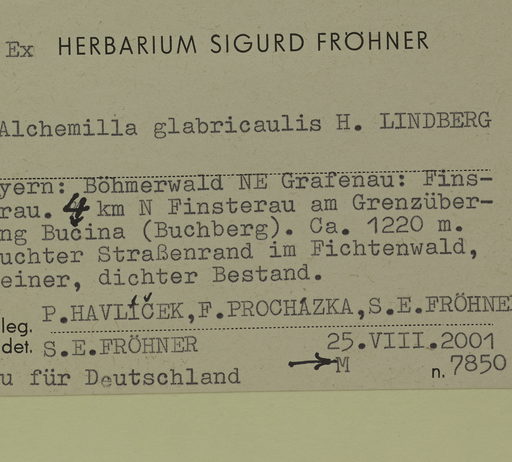 Ex HERBARIUM SIGURD FRÖHNER
Alchemilla glabricaulis H. LINDBERG
yern: Böhmerwald NE Grafenau: Fins-
rau. 4 km N Finsterau am Grenzüber-
ng Bučina (Buchberg). Ca. 1220 m.
uchter Straßenrand im Fichtenwald,
einer, dichter Bestand.
leg. P.HAVLÍČEK,F.PROCHÁZKA,S.E.FRÖHNE
det. S.E.FRÖHNER 25.VIII.2001
u für Deutschland → M n. 7850